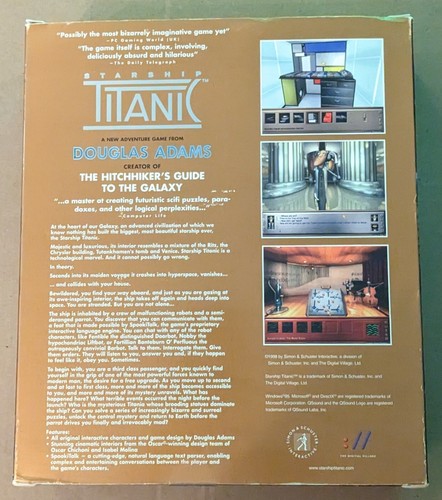 "Possibly the most bizarrely imaginative game yet"
—PC Gaming World (UK)
"The game itself is complex, involving,
deliciously absurd and hilarious"
—The Daily Telegraph
STARSHIP
TITANIC™
A NEW ADVENTURE GAME FROM
DOUGLAS ADAMS
CREATOR OF
THE HITCHHIKER'S GUIDE
TO THE GALAXY
"...a master at creating futuristic scifi puzzles, para-
doxes, and other logical perplexities..."
—Computer Life
At the heart of our Galaxy, an advanced civilization of which we
know nothing has built the biggest, most beautiful starship ever,
the Starship Titanic.
Majestic and luxurious, its interior resembles a mixture of the Ritz, the
Chrysler building, Tutankhamen's tomb and Venice. Starship Titanic is a
technological marvel. And it cannot possibly go wrong.
In theory.
Seconds into its maiden voyage it crashes into hyperspace, vanishes...
... and collides with your house.
Bewildered, you find your way aboard, and just as you are gazing at
its awe-inspiring interior, the ship takes off again and heads deep into
space. You are stranded. But you are not alone...
The ship is inhabited by a crew of malfunctioning robots and a semi-
deranged parrot. You discover that you can communicate with them,
a feat that is made possible by SpookiTalk, the game's proprietary
interactive language engine. You can chat with any of the robot
characters, like Fentible the distinguished Doorbot, Nobby the
hypochondriac Liftbot, or Fortillian Bantoburn O' Perfluous the
outrageously convivial Barbot. Talk to them, interrogate them. Give
them orders. They will listen to you, answer you and, if they happen
to feel like it, obey you. Sometimes.
To begin with, you are a third class passenger, and you quickly find
yourself in the grip of one of the most powerful forces known to
modern man, the desire for a free upgrade. As you move up to second
and at last to first class, more and more of the ship becomes accessible
to you, and more and more of its mystery unravels. What has
happened here? What terrible events occurred the night before the
launch? Who is the mysterious Titania whose haunting statues dominate
the ship? Can you solve a series of increasingly bizarre and surreal
puzzles, unlock the central mystery and return to Earth before the
parrot drives you finally and irrevocably mad?
Features:
• All original interactive characters and game design by Douglas Adams
• Stunning cinematic interiors from the Oscar®-winning design team of
Oscar Chichoni and Isabel Molina
• SpookiTalk – a cutting-edge, natural language text parser, enabling
complex and entertaining conversations between the player and
the game's characters.
©1998 by Simon & Schuster Interactive, a division of
Simon & Schuster, Inc. and The Digital Village, Ltd.
Starship Titanic™ is a trademark of Simon & Schuster, Inc. and
The Digital Village, Ltd.
Windows®95, Microsoft® and DirectX® are registered trademarks of
Microsoft Corporation. QSound and the QSound Logo are registered
trademarks of QSound Labs, Inc.
SIMON & SCHUSTER
INTERACTIVE
THE DIGITAL VILLAGE
www.starshiptitanic.com